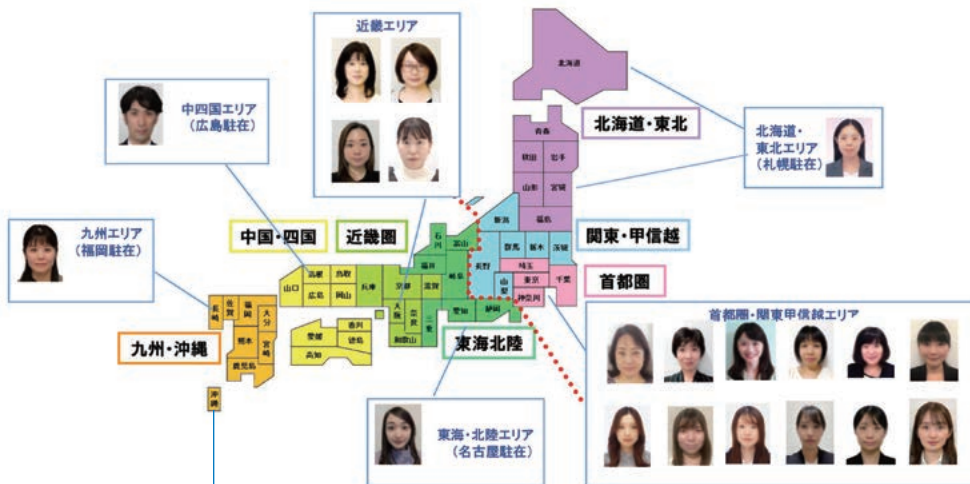 近畿エリア
中四国エリア
（広島駐在）
北海道
北海道・東北
北海道・
東北エリア
（札幌駐在）
青森
秋田
岩手
山形
宮城
福島
九州エリア
（福岡駐在）
中国・四国
近畿圏
関東・甲信越
首都圏
新潟
群馬
栃木
茨城
石川
富山
福井
岐阜
長野
山梨
埼玉
東京
千葉
神奈川
島根
鳥取
山口
広島
岡山
兵庫
京都
滋賀
大阪
奈良
三重
和歌山
愛知
静岡
香川
愛媛
徳島
高知
長崎
佐賀
福岡
大分
熊本
宮崎
鹿児島
沖縄
九州・沖縄
東海北陸
首都圏・関東甲信越エリア
東海・北陸エリア
（名古屋駐在）